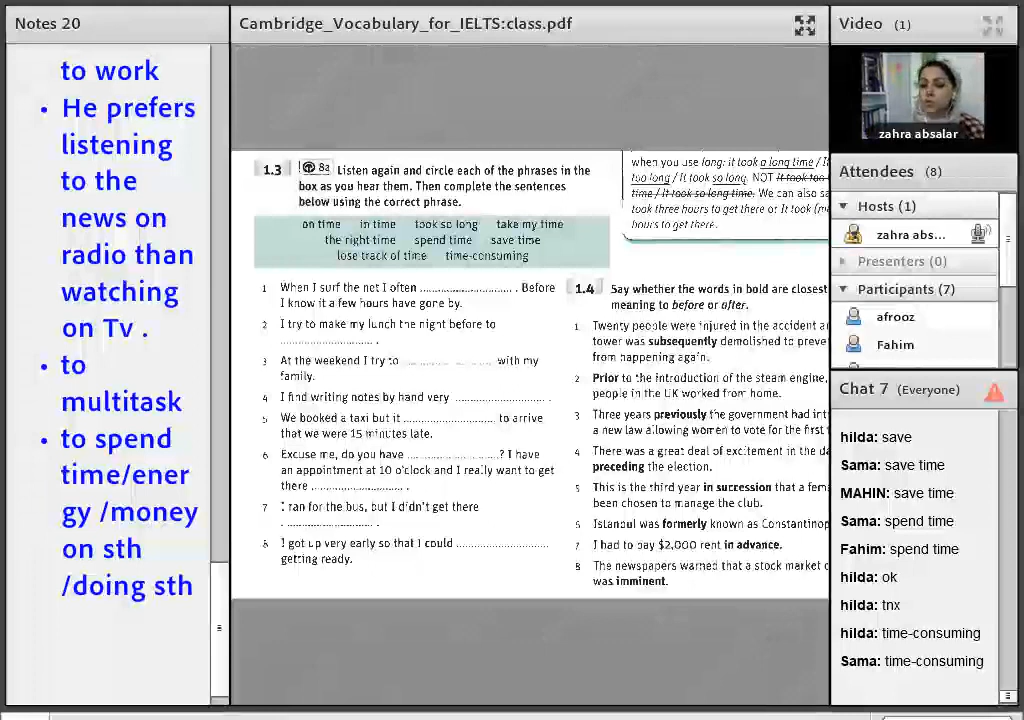 Notes 20
to work
• He prefers
listening
to the
news on
radio than
watching
on Tv .
• to
multitask
• to spend
time/ener
gy /money
on sth
/doing sth
Cambridge_Vocabulary_for_IELTS:class.pdf
1.3 83 Listen again and circle each of the phrases in the
box as you hear them. Then complete the sentences
below using the correct phrase.
on time in time took so long take my time
the right time spend time save time
lose track of time time-consuming
1 When I surf the net I often .............................. . Before
I know it a few hours have gone by.
2 I try to make my lunch the night before to
.............................. .
3 At the weekend I try to .............................. with my
family.
4 I find writing notes by hand very .............................. .
5 We booked a taxi but it .............................. to arrive
that we were 15 minutes late.
6 Excuse me, do you have .............................. ? I have
an appointment at 10 o'clock and I really want to get
there .............................. .
7 I ran for the bus, but I didn't get there
.............................. .
8 I got up very early so that I could ..............................
getting ready.
when you use long: it took a long time / It
too long / It took so long. NOT It took too
time / It took so long time. We can also sa
took three hours to get there or It took (m
hours to get there.
1.4 Say whether the words in bold are closest
meaning to before or after.
1 Twenty people were injured in the accident a
tower was subsequently demolished to preve
from happening again.
2 Prior to the introduction of the steam engine,
people in the UK worked from home.
3 Three years previously the government had int
a new law allowing women to vote for the first
4 There was a great deal of excitement in the da
preceding the election.
5 This is the third year in succession that a fem
been chosen to manage the club.
6 Istanbul was formerly known as Constantinop
7 I had to pay $2,000 rent in advance.
8 The newspapers warned that a stock market c
was imminent.
Video (1)
zahra absalar
Attendees (8)
Hosts (1)
zahra abs...
Presenters (0)
Participants (7)
afrooz
Fahim
Chat 7 (Everyone)
hilda: save
Sama: save time
MAHIN: save time
Sama: spend time
Fahim: spend time
hilda: ok
hilda: tnx
hilda: time-consuming
Sama: time-consuming